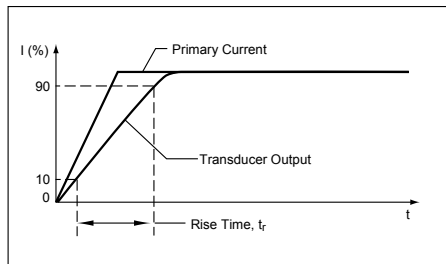 I (%)
Primary Current
90
Transducer Output
10
0
t
Rise Time, tr